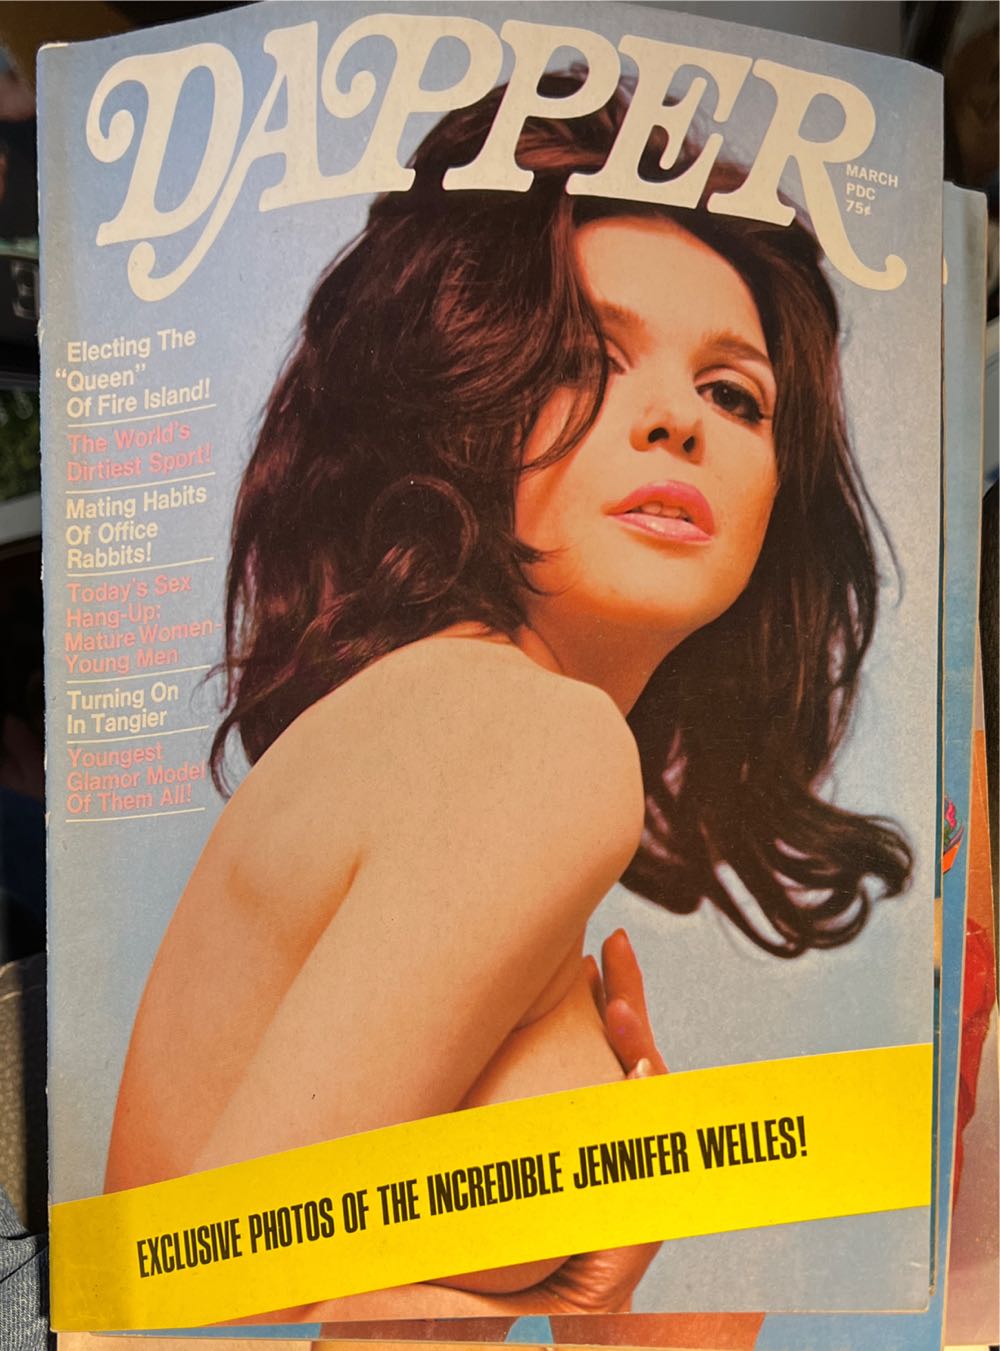 DAPPER
MARCH
PDC
75¢
Electing The
“Queen”
Of Fire Island!
The World's
Dirtiest Sport!
Mating Habits
Of Office
Rabbits!
Today's Sex
Hang-Up:
Mature Women-
Young Men
Turning On
In Tangier
Youngest
Glamor Model
Of Them All!
EXCLUSIVE PHOTOS OF THE INCREDIBLE JENNIFER WELLES!